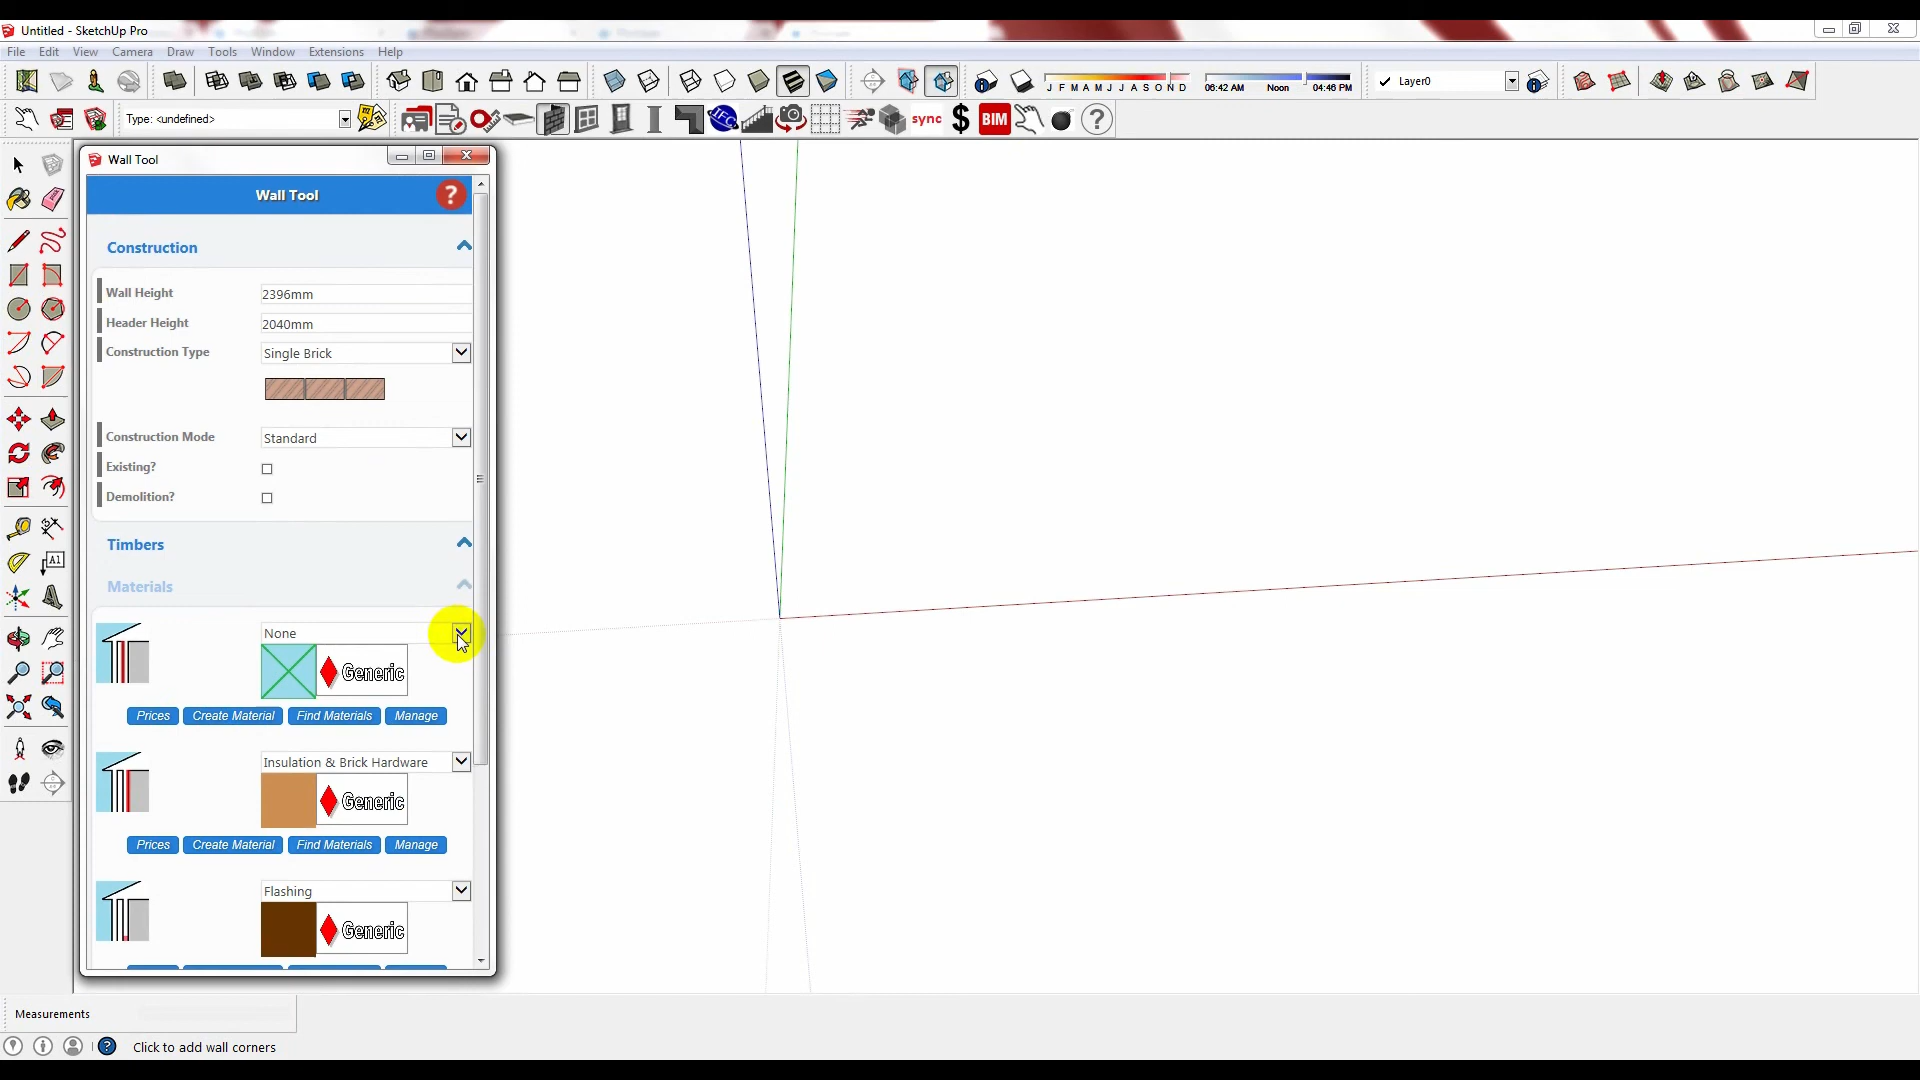 Untitled - SketchUp Pro
File Edit View Camera Draw Tools Window Extensions Help
J F M A M J J A S O N D
06:42 AM Noon 04:46 PM
Layer0
Type: <undefined>
IFC
sync
$
BIM
?
Wall Tool
Wall Tool
?
Construction
Wall Height 2396mm
Header Height 2040mm
Construction Type Single Brick
Construction Mode Standard
Existing?
Demolition?
Timbers
Materials
None
Generic
Prices Create Material Find Materials Manage
Insulation & Brick Hardware
Generic
Prices Create Material Find Materials Manage
Flashing
Generic
A1
Measurements
Click to add wall corners